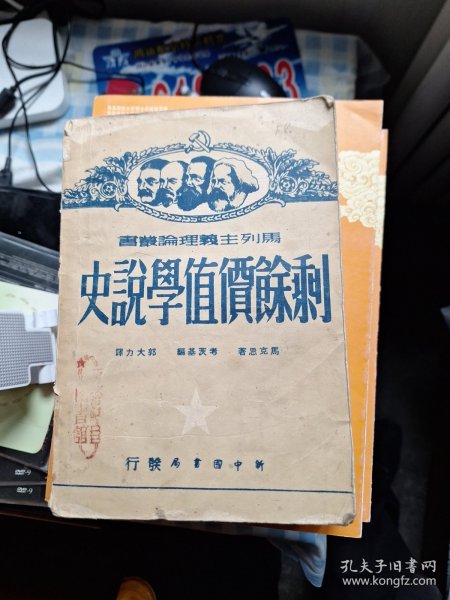 馬列主義理論叢書
剩餘價值學說史
馬克思著 考茨基編 郭大力譯
新中國書局發行
DVD-9
孔夫子旧书网
www.kongfz.com